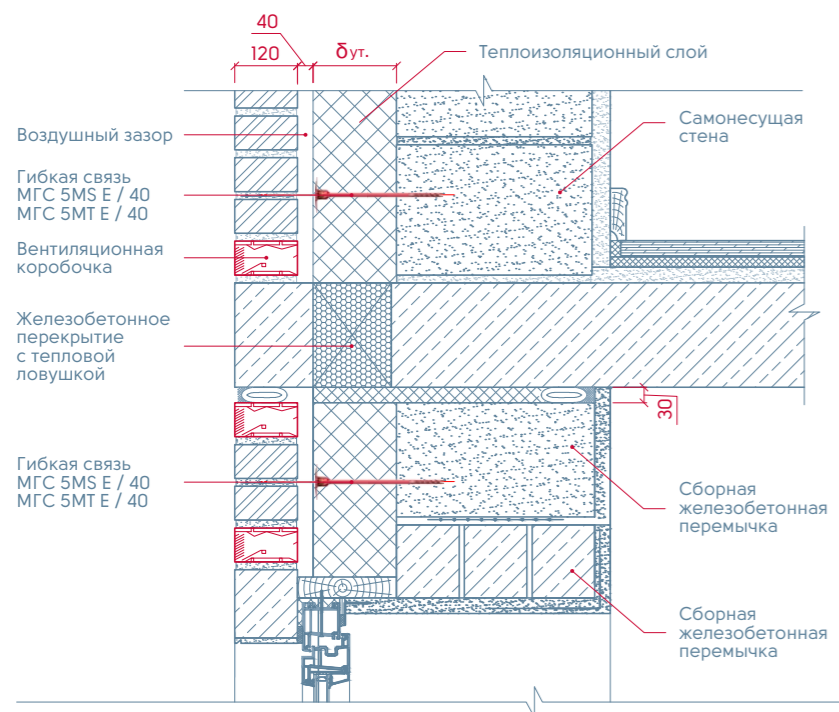 40
120
δут.
Теплоизоляционный слой
Воздушный зазор
Самонесущая
стена
Гибкая связь
МГС 5MS E / 40
МГС 5MT E / 40
Вентиляционная
коробочка
Железобетонное
перекрытие
с тепловой
ловушкой
30
Гибкая связь
МГС 5MS E / 40
МГС 5MT E / 40
Сборная
железобетонная
перемычка
Сборная
железобетонная
перемычка